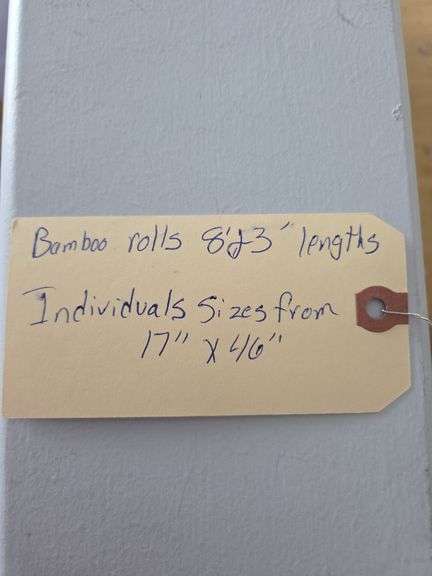 Bamboo rolls 8'&3' lengths
Individuals Sizes from
17" x 46"